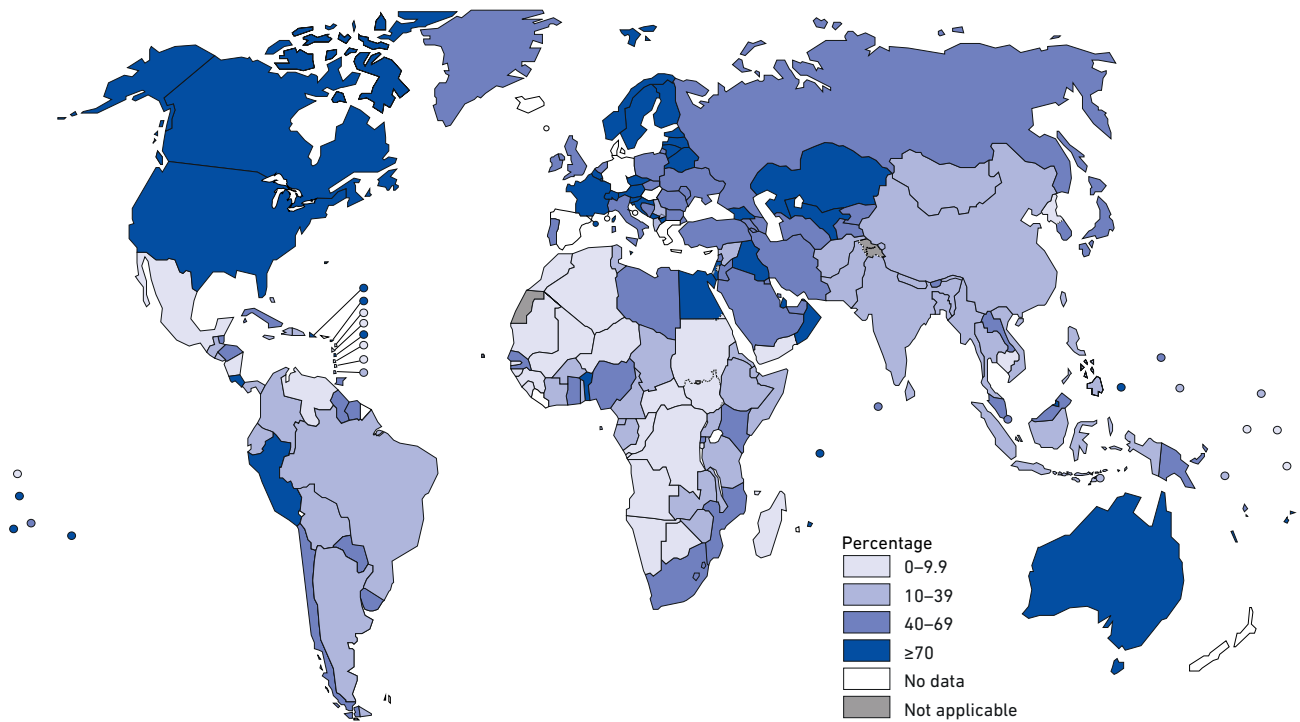 Percentage
0–9.9
10–39
40–69
≥70
No data
Not applicable